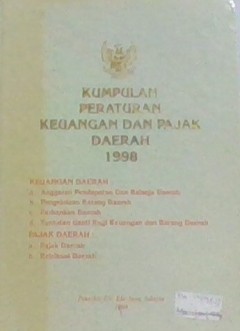 KUMPULAN
PERATURAN
KEUANGAN DAN PAJAK
DAERAH
1998
KEUANGAN DAERAH :
a. Anggaran Pendapatan Dan Belanja Daerah
b. Pengelolaan Barang Daerah
c. Perbankan Daerah
d. Tuntutan Ganti Rugi Keuangan dan Barang Daerah
PAJAK DAERAH :
a. Pajak Daerah
b. Retribusi Daerah